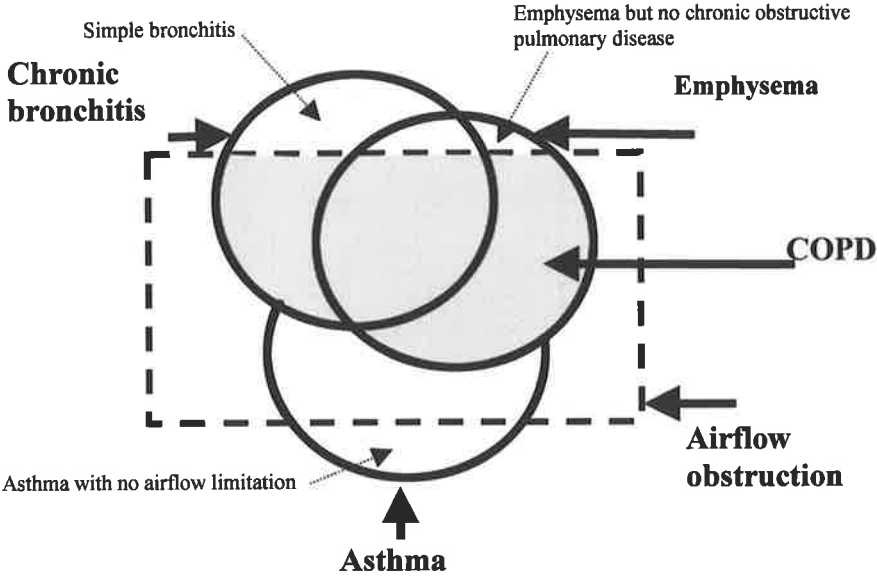 Simple bronchitis
Emphysema but no chronic obstructive
pulmonary disease
Chronic
bronchitis
Emphysema
COPD
Airflow
obstruction
Asthma with no airflow limitation
Asthma